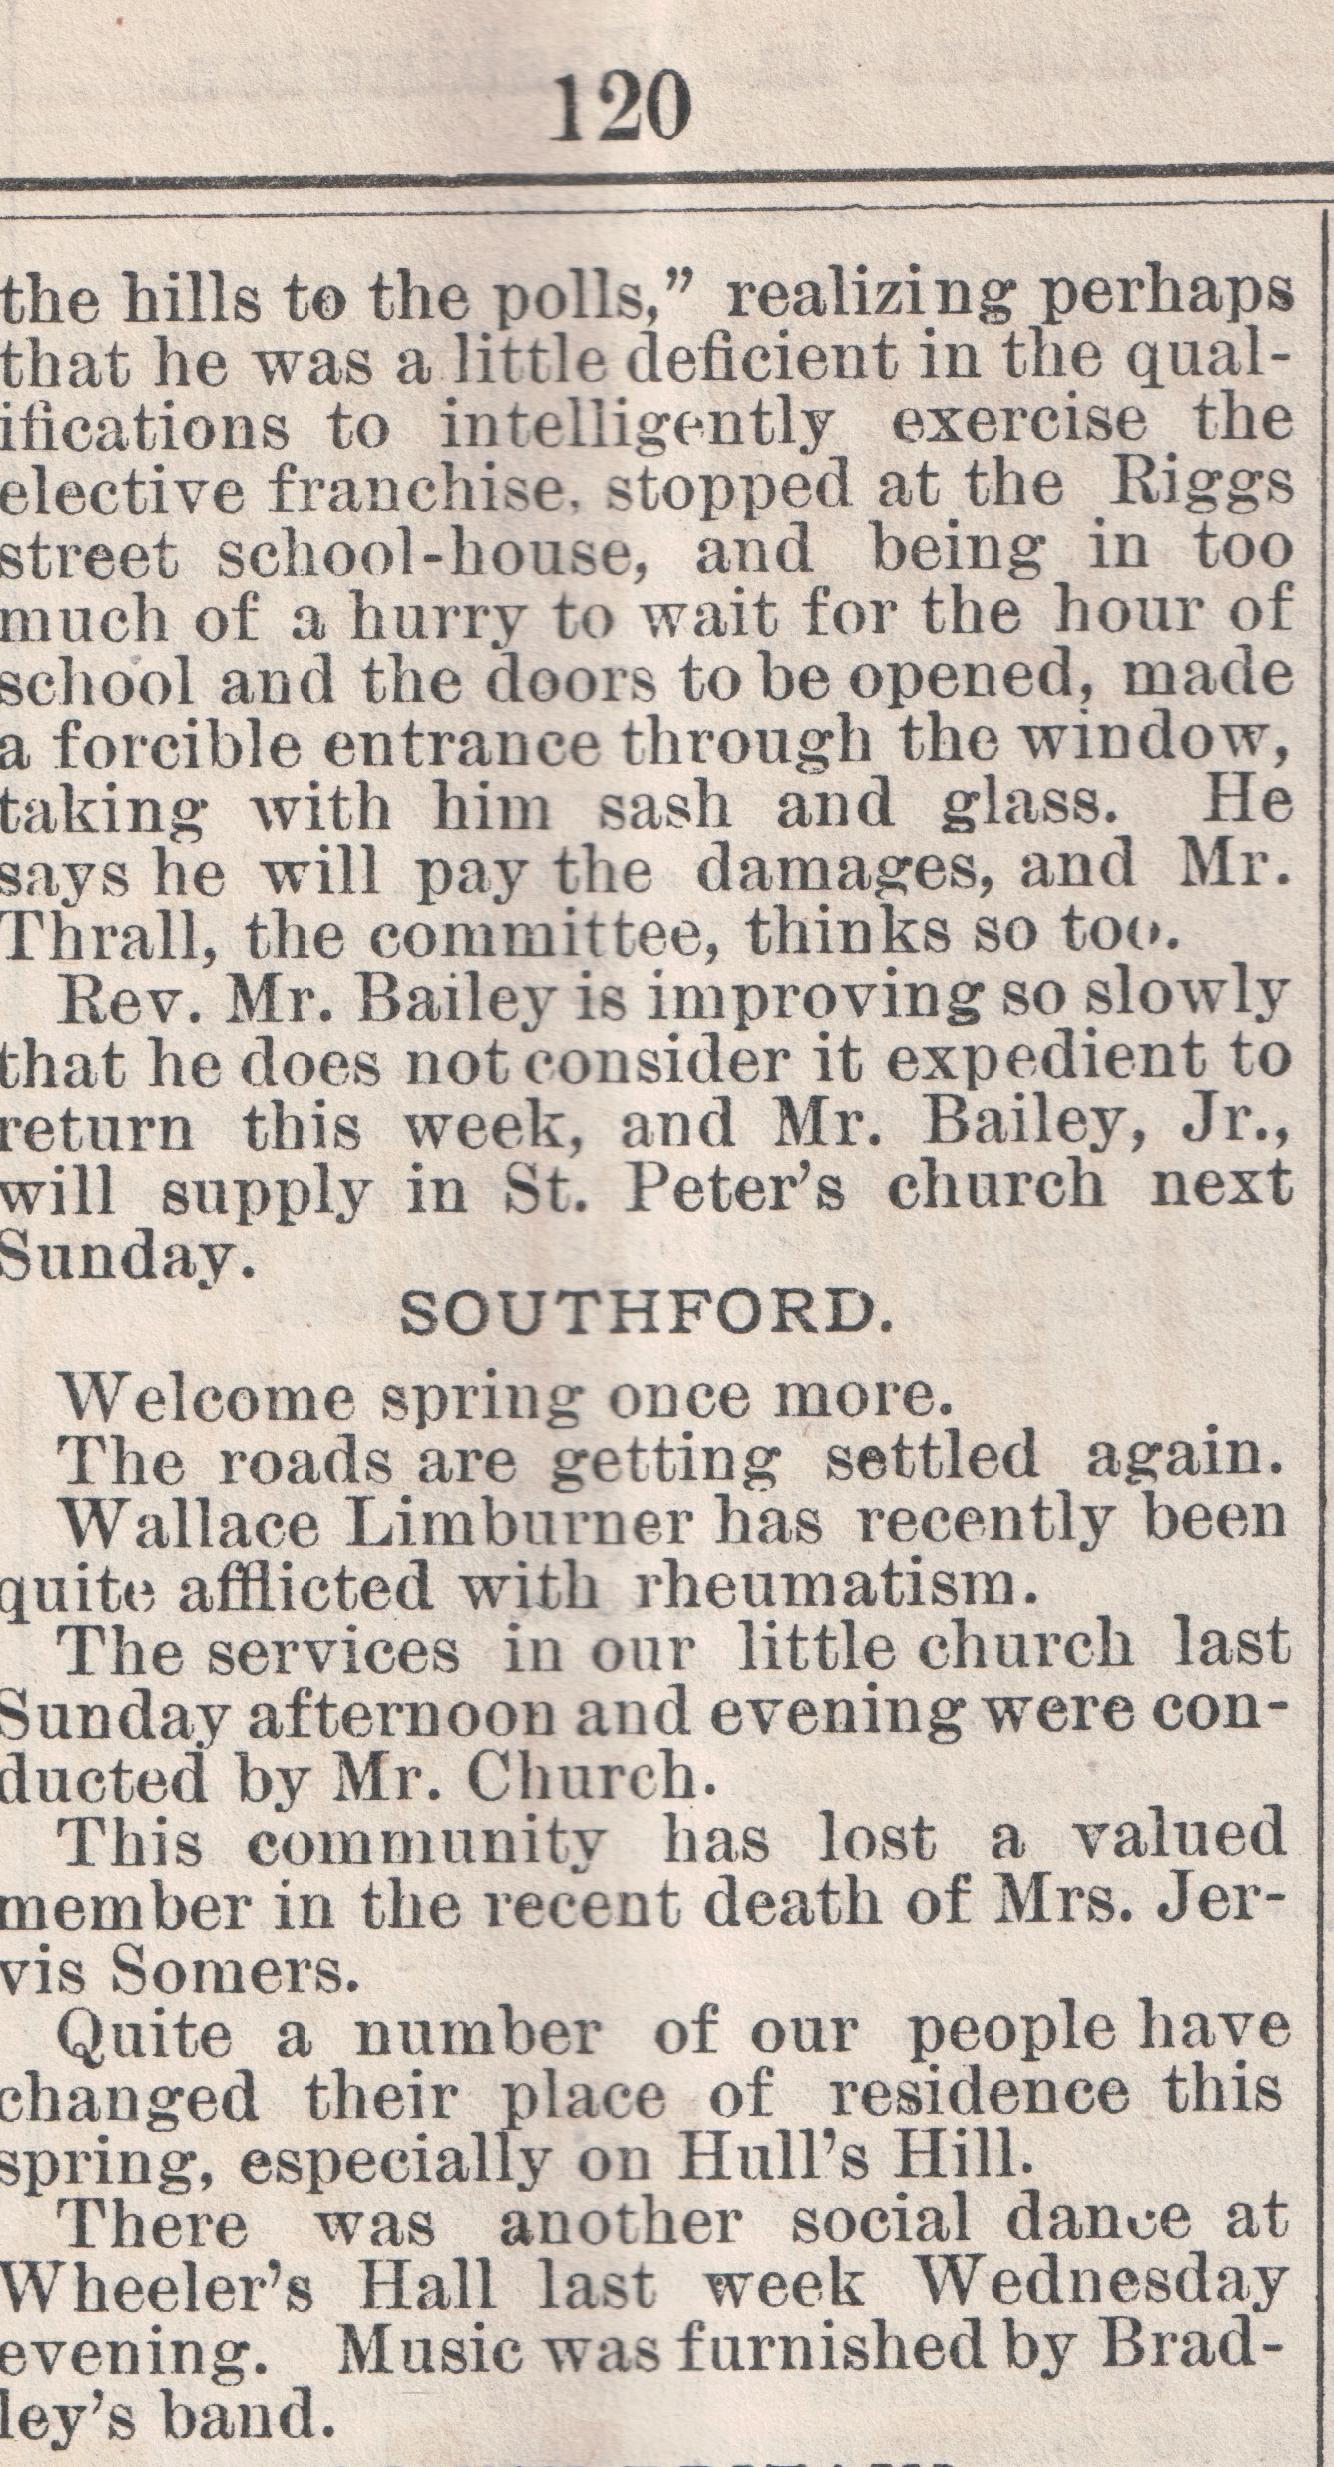 120
the hills to the polls,” realizing perhaps
that he was a little deficient in the qual-
ifications to intelligently exercise the
elective franchise, stopped at the Riggs
street school-house, and being in too
much of a hurry to wait for the hour of
school and the doors to be opened, made
a forcible entrance through the window,
taking with him sash and glass. He
says he will pay the damages, and Mr.
Thrall, the committee, thinks so too.
Rev. Mr. Bailey is improving so slowly
that he does not consider it expedient to
return this week, and Mr. Bailey, Jr.,
will supply in St. Peter’s church next
Sunday.
SOUTHFORD.
Welcome spring once more.
The roads are getting settled again.
Wallace Limburner has recently been
quite afflicted with rheumatism.
The services in our little church last
Sunday afternoon and evening were con-
ducted by Mr. Church.
This community has lost a valued
member in the recent death of Mrs. Jer-
vis Somers.
Quite a number of our people have
changed their place of residence this
spring, especially on Hull’s Hill.
There was another social dance at
Wheeler’s Hall last week Wednesday
evening. Music was furnished by Brad-
ley’s band.